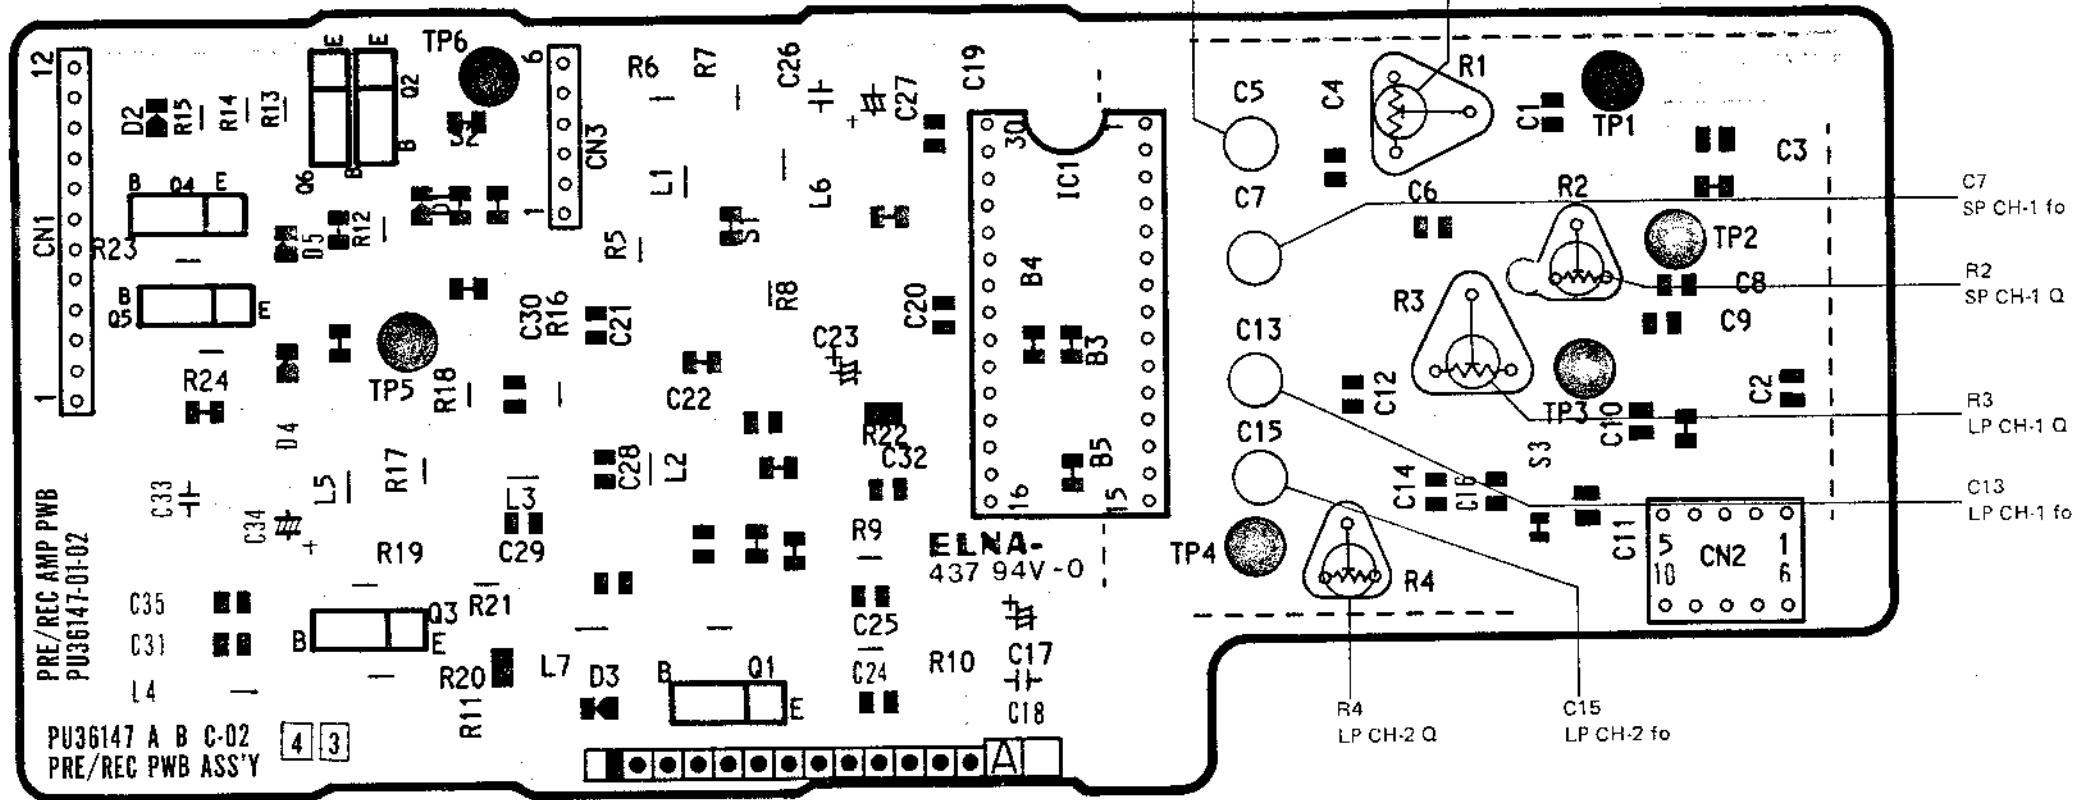 12
E
E
TP6
6
R6
R7
C26
C19
C5
C4
R1
D2
R15
R14
R13
Q2
C27
C1
TP1
B
S2
CN3
30
1
IC1
C3
B
Q4
E
Q6
B
D1
L1
L6
C7
C6
R2
C7
SP CH-1 fo
CN1
1
R23
D5
R12
R5
S1
TP2
B
Q5
E
B4
R3
C8
R2
SP CH-1 Q
C30
R16
C21
R8
C20
C13
C9
C23
B3
R24
TP5
R18
C22
C12
TP3
C10
C2
R3
LP CH-1 Q
1
D4
R22
C32
C15
S3
C33
L5
R17
L3
C28
L2
B5
C14
C16
C13
LP CH-1 fo
C34
+
16
15
C11
5
1
CN2
10
6
PRE/REC AMP PWB
PU36147-01-02
R19
C29
R9
ELNA-
437 94V-0
TP4
R4
C35
R21
C31
B
Q3
E
C25
C17
L4
R20
L7
D3
B
Q1
E
C24
R10
C18
R11
R4
LP CH-2 Q
C15
LP CH-2 fo
PU36147 A B C-02
4
3
PRE/REC PWB ASS'Y
A